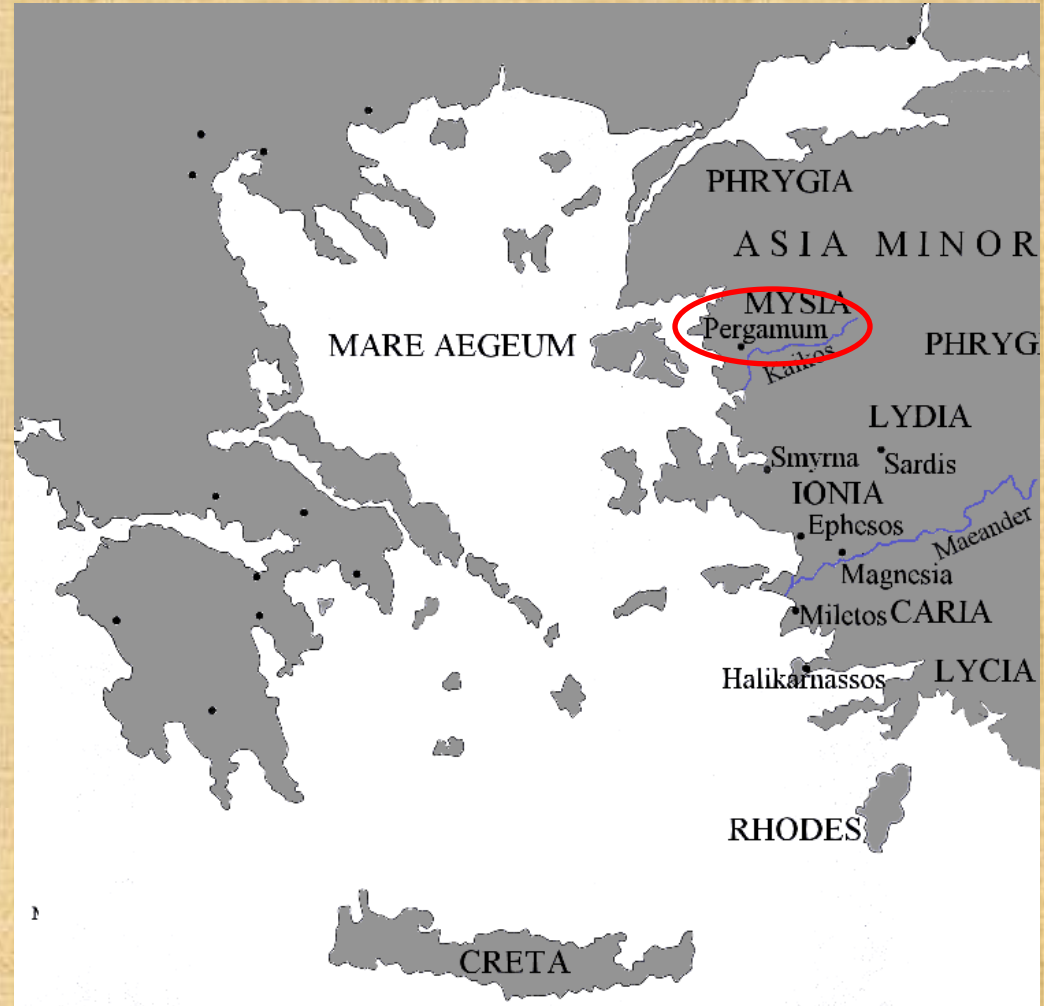 PHRYGIA
ASIA MINOR
MYSIA
Pergamum
MARE AEGEUM
PHRYG
Kaikos
LYDIA
Smyrna
Sardis
IONIA
Ephesos
Maeander
Magnesia
Miletos
CARIA
Halikarnassos
LYCIA
RHODES
CRETA